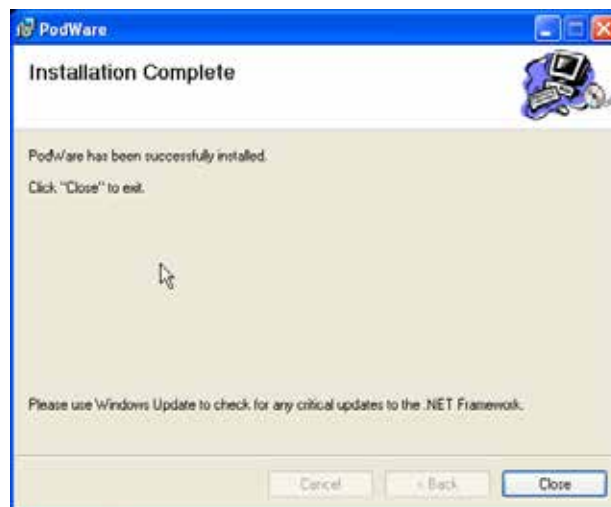 PodWare
Installation Complete
PodWare has been successfully installed.
Click "Close" to exit.
Please use Windows Update to check for any critical updates to the .NET Framework.
Cancel < Back Close